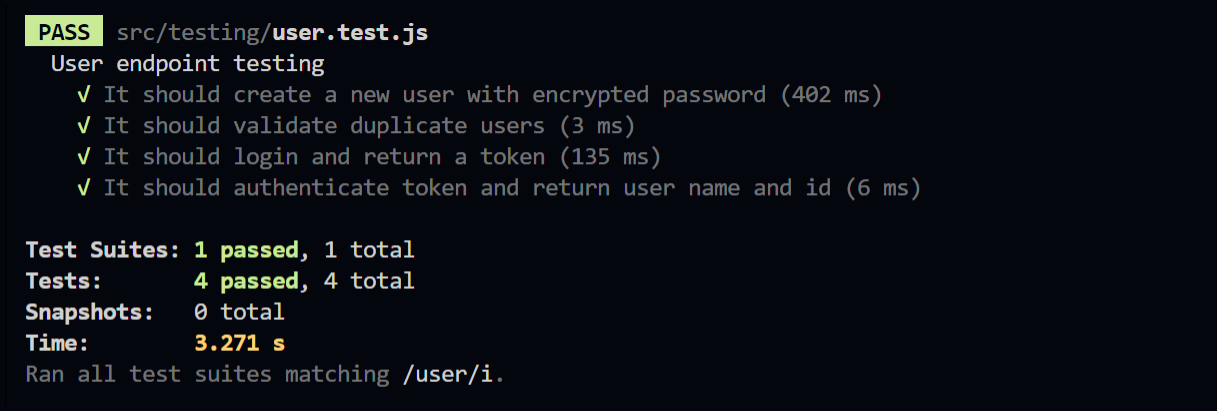 PASS src/testing/user.test.js
User endpoint testing
√ It should create a new user with encrypted password (402 ms)
√ It should validate duplicate users (3 ms)
√ It should login and return a token (135 ms)
√ It should authenticate token and return user name and id (6 ms)
Test Suites: 1 passed, 1 total
Tests: 4 passed, 4 total
Snapshots: 0 total
Time: 3.271 s
Ran all test suites matching /user/i.